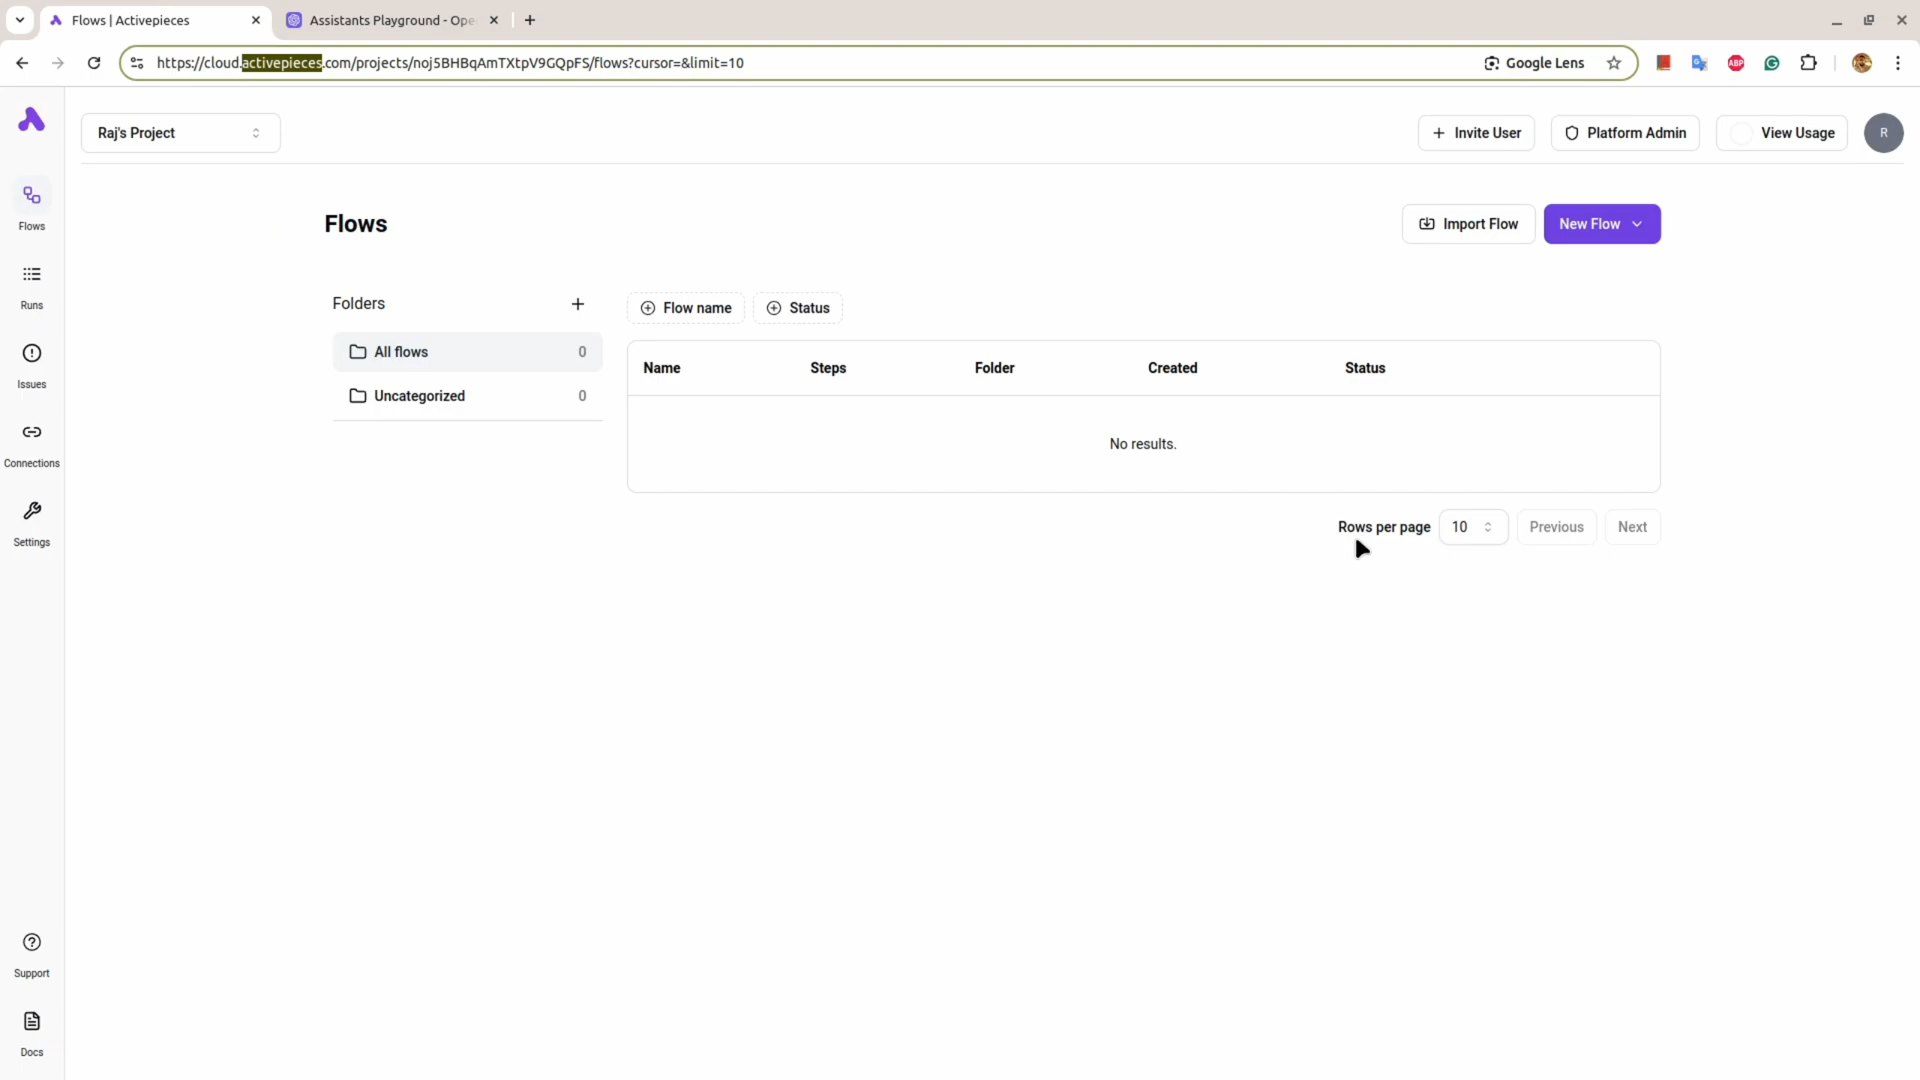 Flows | Activepieces
Assistants Playground - Ope
https://cloud.activepieces.com/projects/noj5BHBqAmTXtpV9GQpFS/flows?cursor=&limit=10
Google Lens
ABP
Raj's Project
Invite User
Platform Admin
View Usage
R
Flows
Runs
Issues
Connections
Settings
Support
Docs
Flows
Import Flow
New Flow
Folders
All flows 0
Uncategorized 0
Flow name
Status
Name Steps Folder Created Status
No results.
Rows per page 10 Previous Next